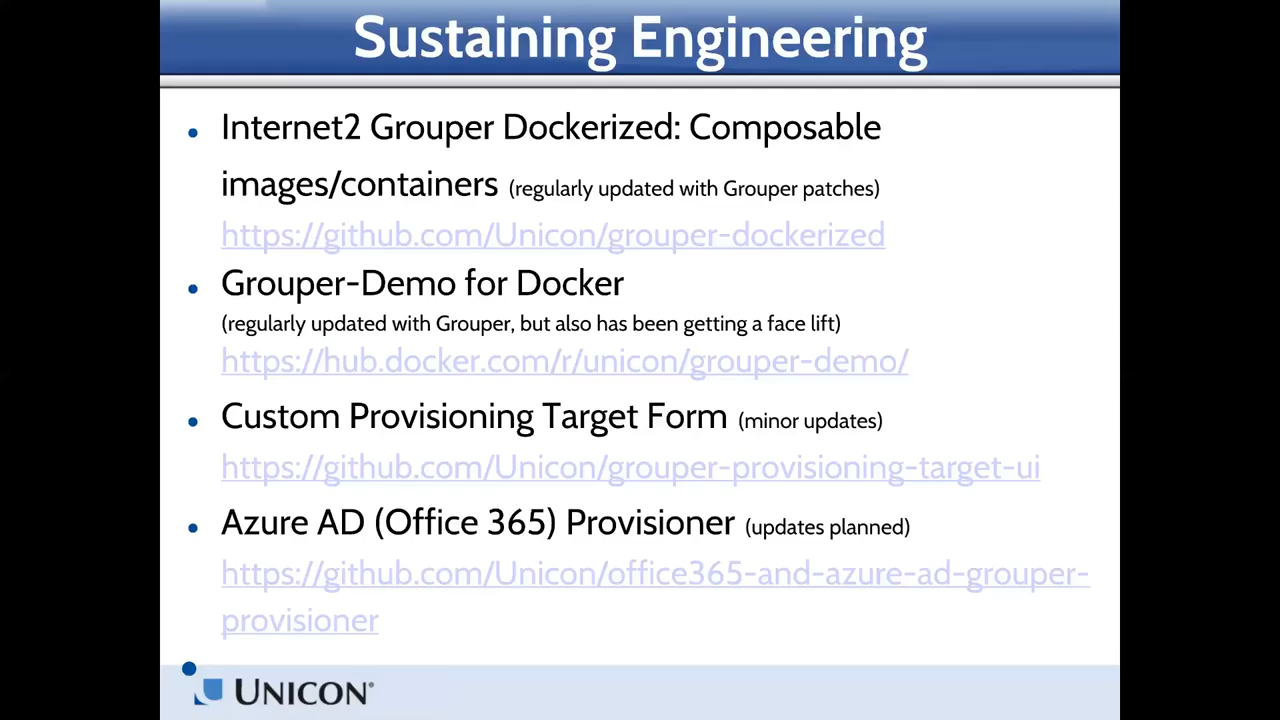 Sustaining Engineering
Internet2 Grouper Dockerized: Composable
images/containers (regularly updated with Grouper patches)
https://github.com/Unicon/grouper-dockerized
Grouper-Demo for Docker
(regularly updated with Grouper, but also has been getting a face lift)
https://hub.docker.com/r/unicon/grouper-demo/
Custom Provisioning Target Form (minor updates)
https://github.com/Unicon/grouper-provisioning-target-ui
Azure AD (Office 365) Provisioner (updates planned)
https://github.com/Unicon/office365-and-azure-ad-grouper-
provisioner
UNICON®